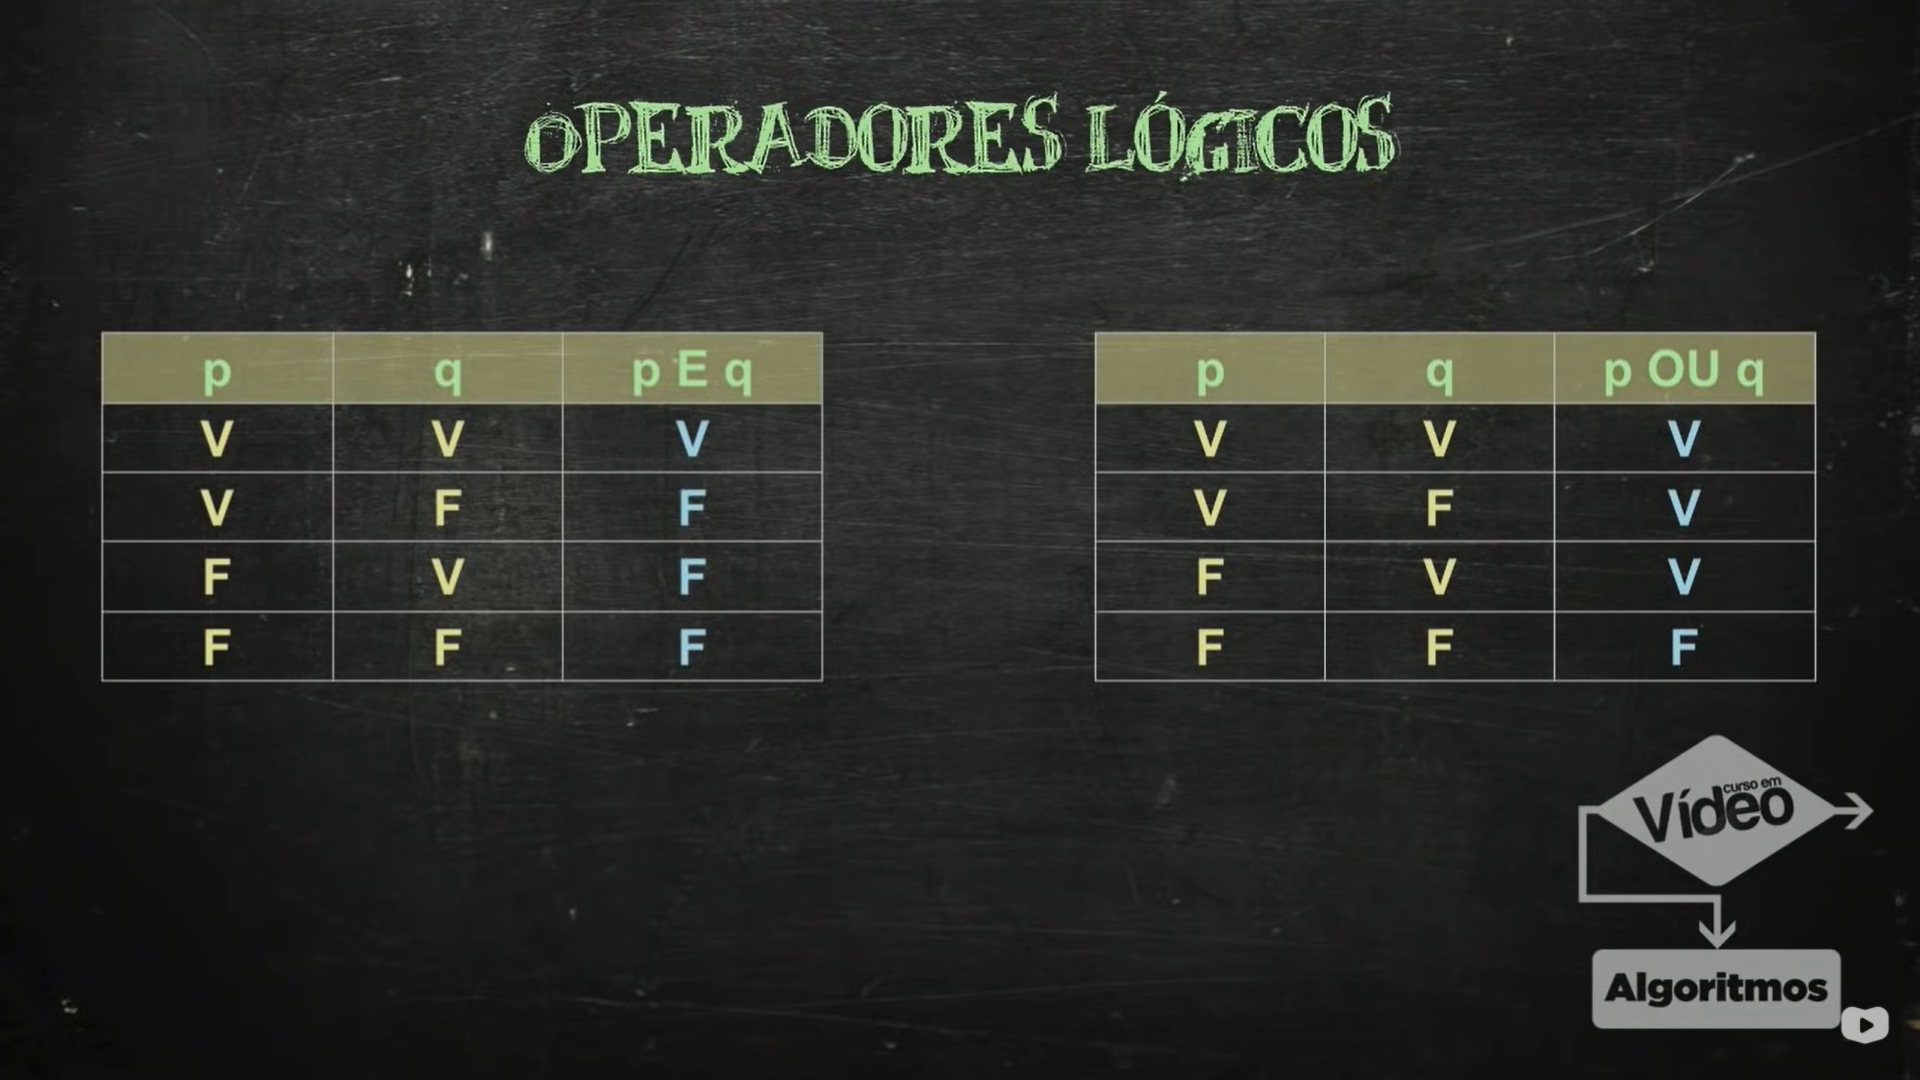 OPERADORES LÓGICOS
p q p E q
V V V
V F F
F V F
F F F
p q p OU q
V V V
V F V
F V V
F F F
curso em
Vídeo
Algoritmos